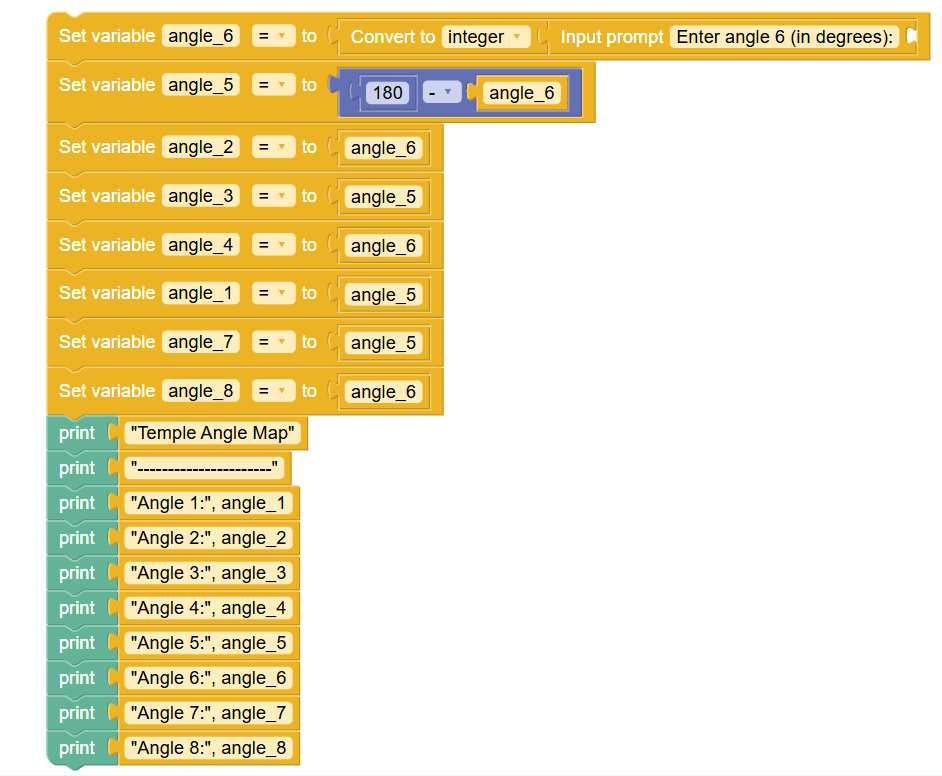 Set variable angle_6 = to Convert to integer Input prompt Enter angle 6 (in degrees):
Set variable angle_5 = to 180 - angle_6
Set variable angle_2 = to angle_6
Set variable angle_3 = to angle_5
Set variable angle_4 = to angle_6
Set variable angle_1 = to angle_5
Set variable angle_7 = to angle_5
Set variable angle_8 = to angle_6
print "Temple Angle Map"
print "----------------------"
print "Angle 1:", angle_1
print "Angle 2:", angle_2
print "Angle 3:", angle_3
print "Angle 4:", angle_4
print "Angle 5:", angle_5
print "Angle 6:", angle_6
print "Angle 7:", angle_7
print "Angle 8:", angle_8